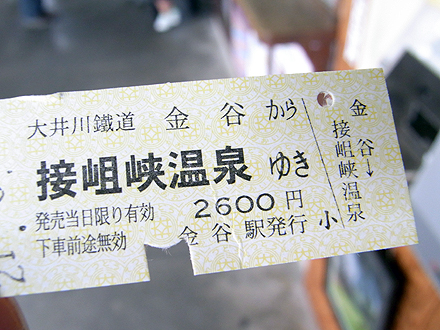 大井川鐵道 金谷から
接岨峡温泉ゆき
発売当日限り有効 2600円
下車前途無効 金谷駅発行 小
金谷→接岨峡温泉